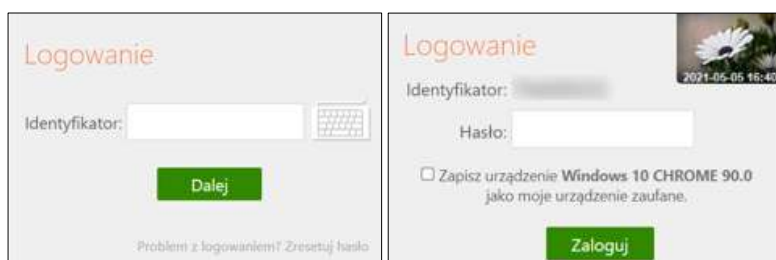 Logowanie
Identyfikator:
Dalej
Problem z logowaniem? Zresetuj hasło
Logowanie
2021-05-05 16:40
Identyfikator:
Hasło:
Zapisz urządzenie Windows 10 CHROME 90.0
jako moje urządzenie zaufane.
Zaloguj